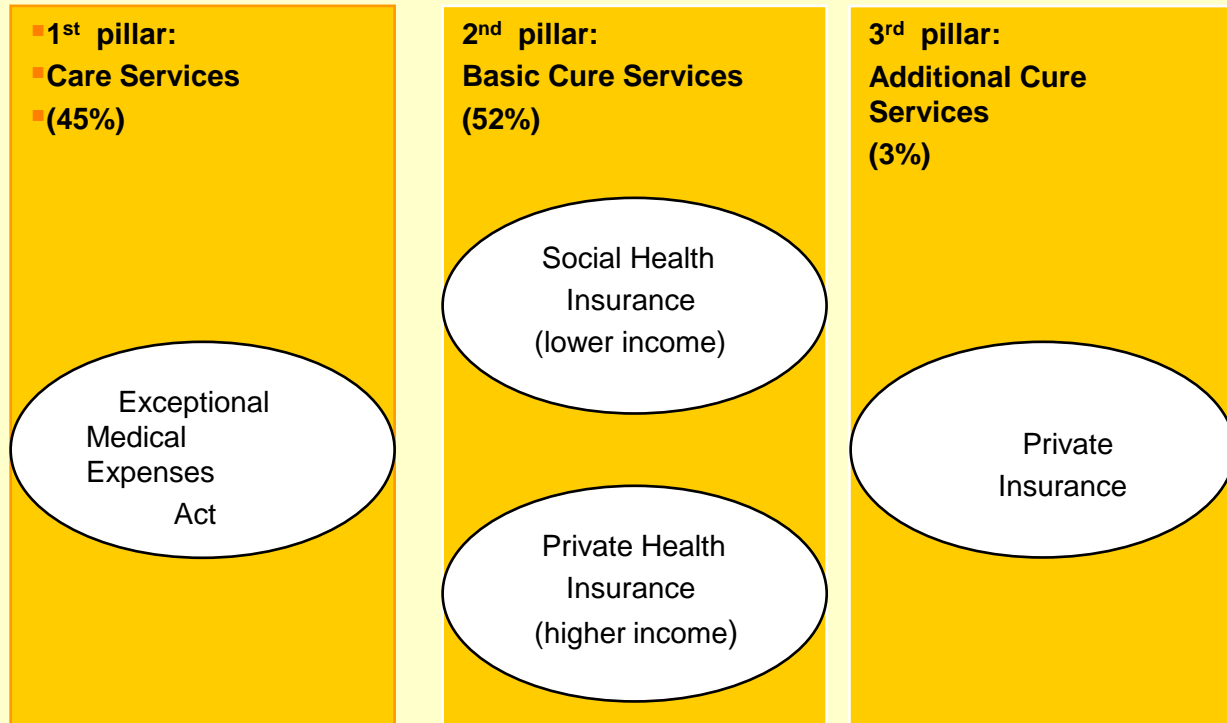 ▪1st pillar:
▪Care Services
▪(45%)
Exceptional
Medical
Expenses
Act
2nd pillar:
Basic Cure Services
(52%)
Social Health
Insurance
(lower income)
Private Health
Insurance
(higher income)
3rd pillar:
Additional Cure
Services
(3%)
Private
Insurance